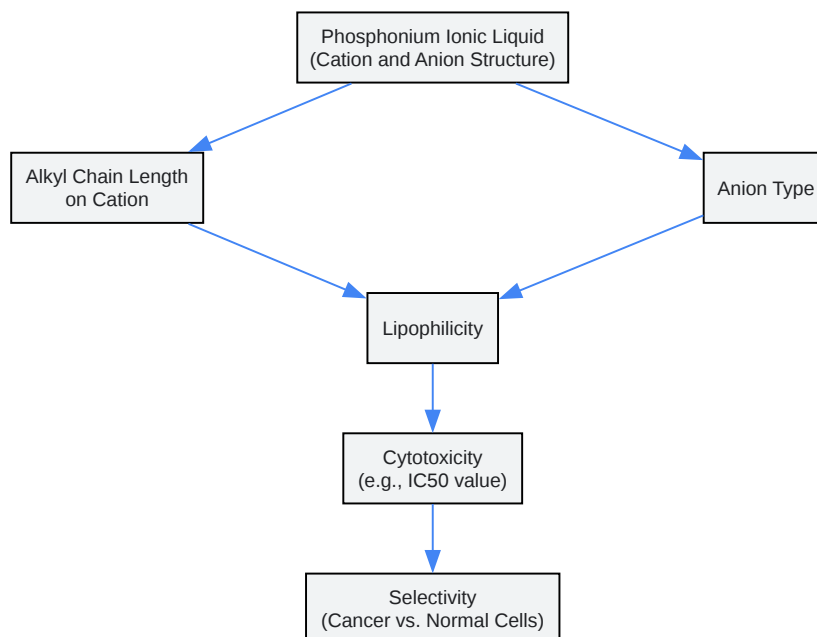 Phosphonium Ionic Liquid
(Cation and Anion Structure)
Alkyl Chain Length
on Cation
Anion Type
Lipophilicity
Cytotoxicity
(e.g., IC50 value)
Selectivity
(Cancer vs. Normal Cells)